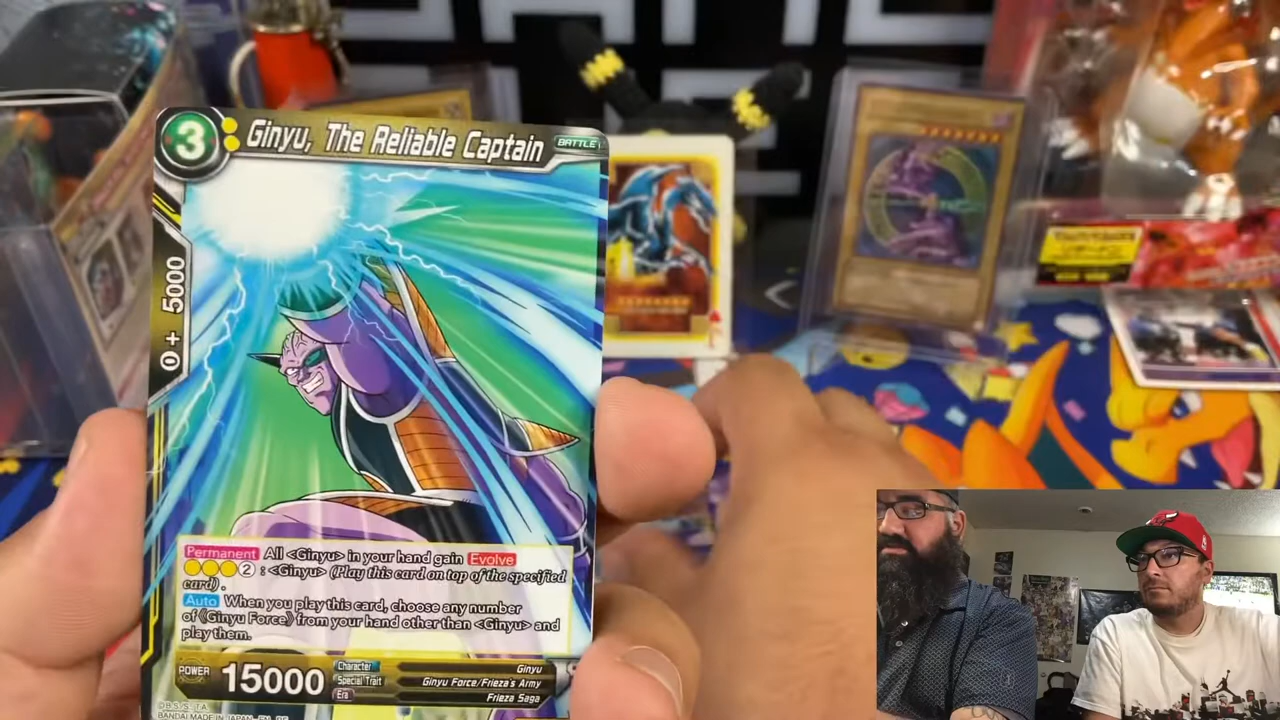 3
Ginyu, The Reliable Captain
BATTLE
0 + 5000
Permanent All <Ginyu> in your hand gain Evolve
2 : <Ginyu> (Play this card on top of the specified
card) .
Auto When you play this card, choose any number
of 《Ginyu Force》 from your hand other than <Ginyu> and
play them.
POWER 15000
Character Ginyu
Special Trait Ginyu Force/Frieza's Army
Era Frieza Saga
BANDAI MADE IN JAPAN